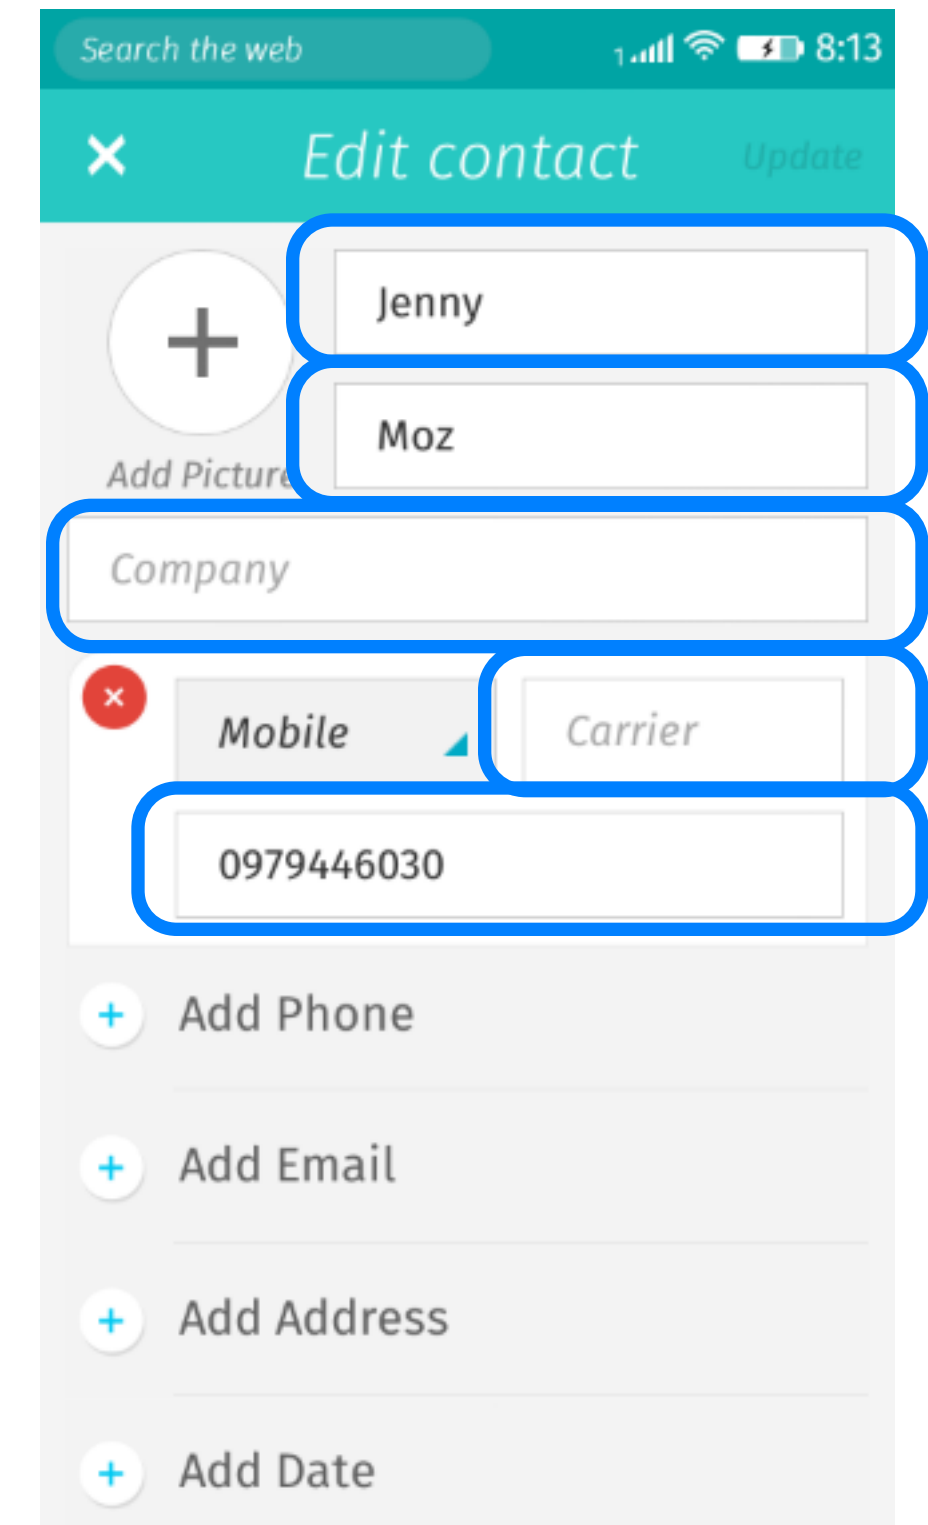 Search the web 1 8:13
Edit contact Update
Jenny
Moz
Add Picture
Company
Mobile Carrier
0979446030
Add Phone
Add Email
Add Address
Add Date